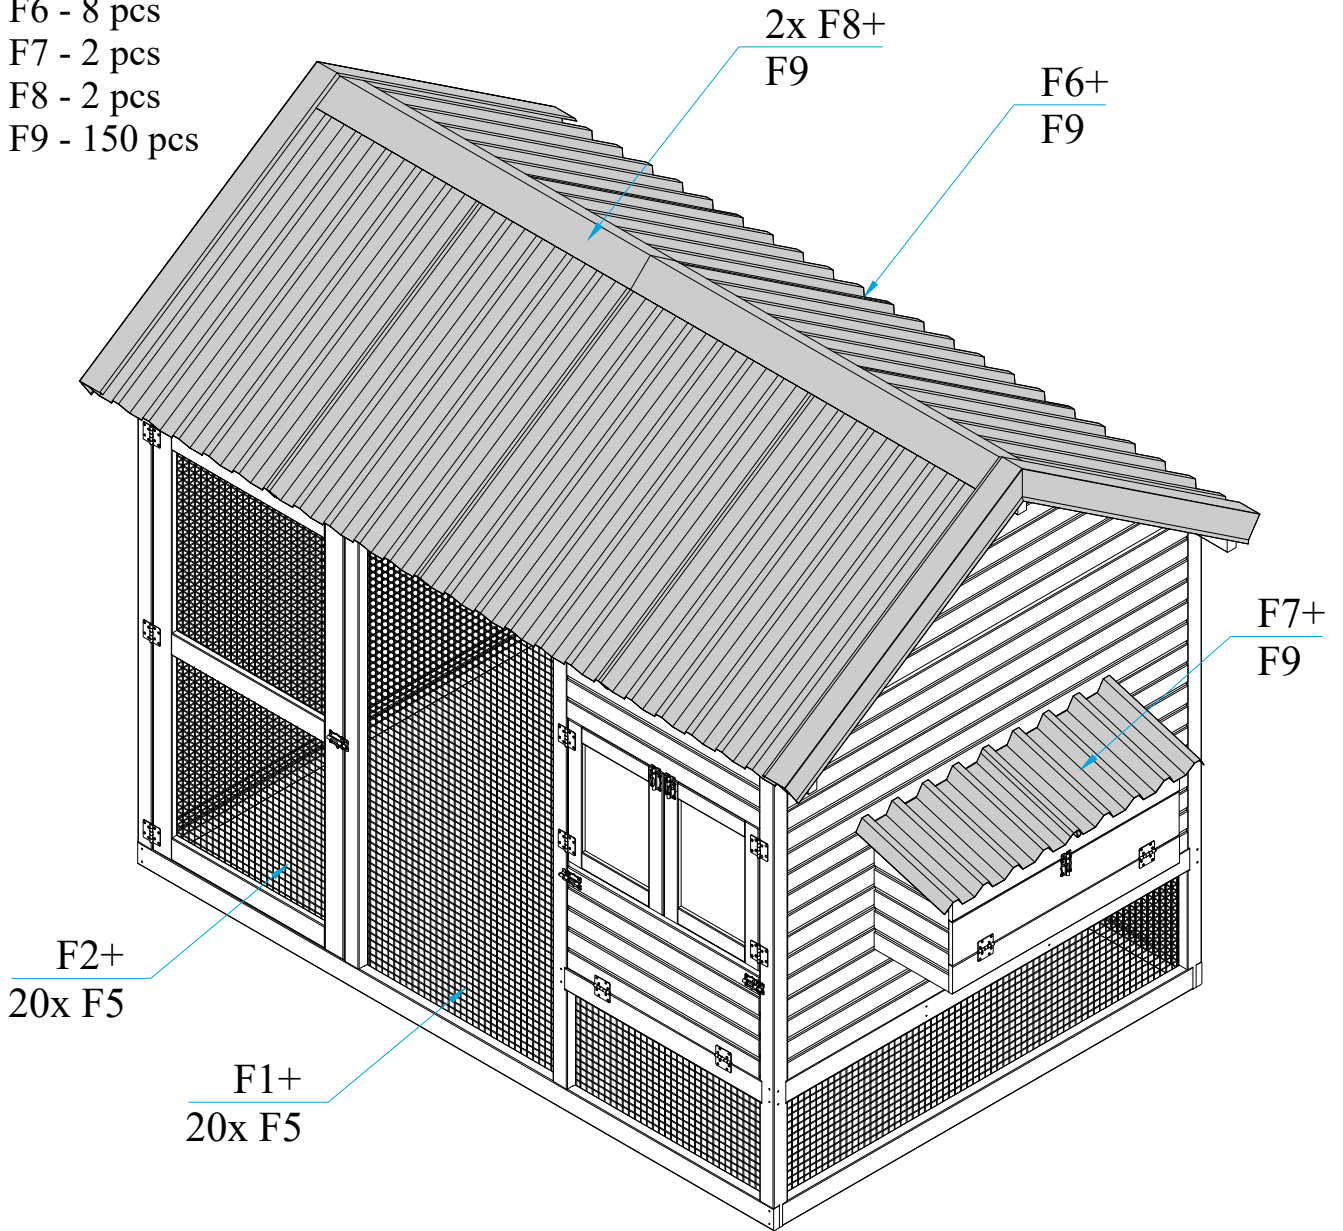 F6 - 8 pcs
F7 - 2 pcs
F8 - 2 pcs
F9 - 150 pcs
2x F8+
F9
F6+
F9
F7+
F9
F2+
20x F5
F1+
20x F5